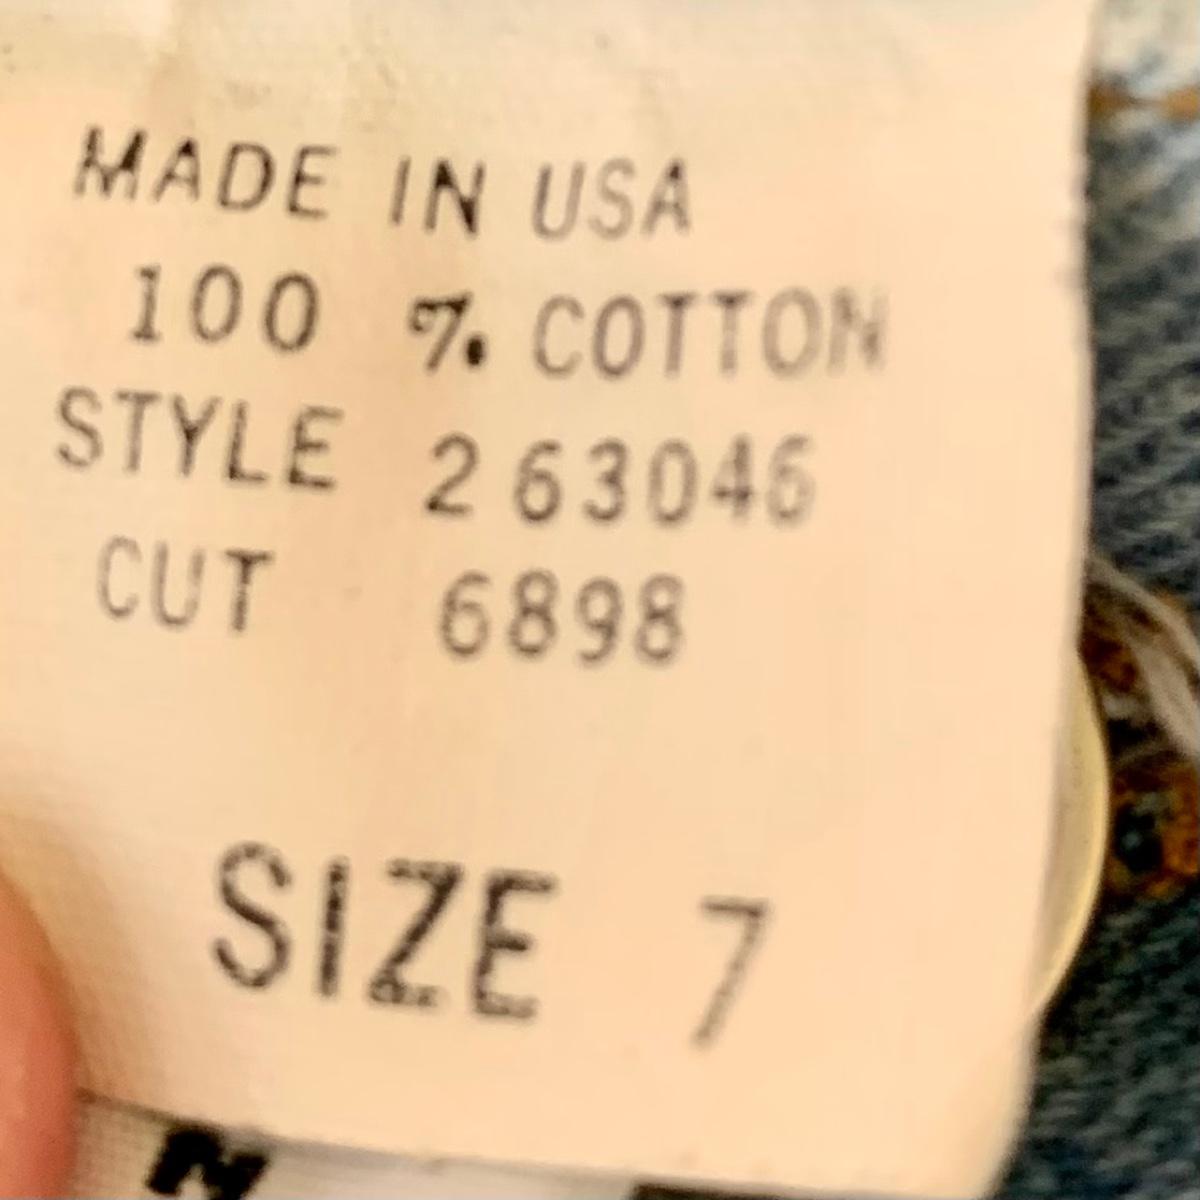 MADE IN USA
100 % COTTON
STYLE 263046
CUT 6898
SIZE 7
N